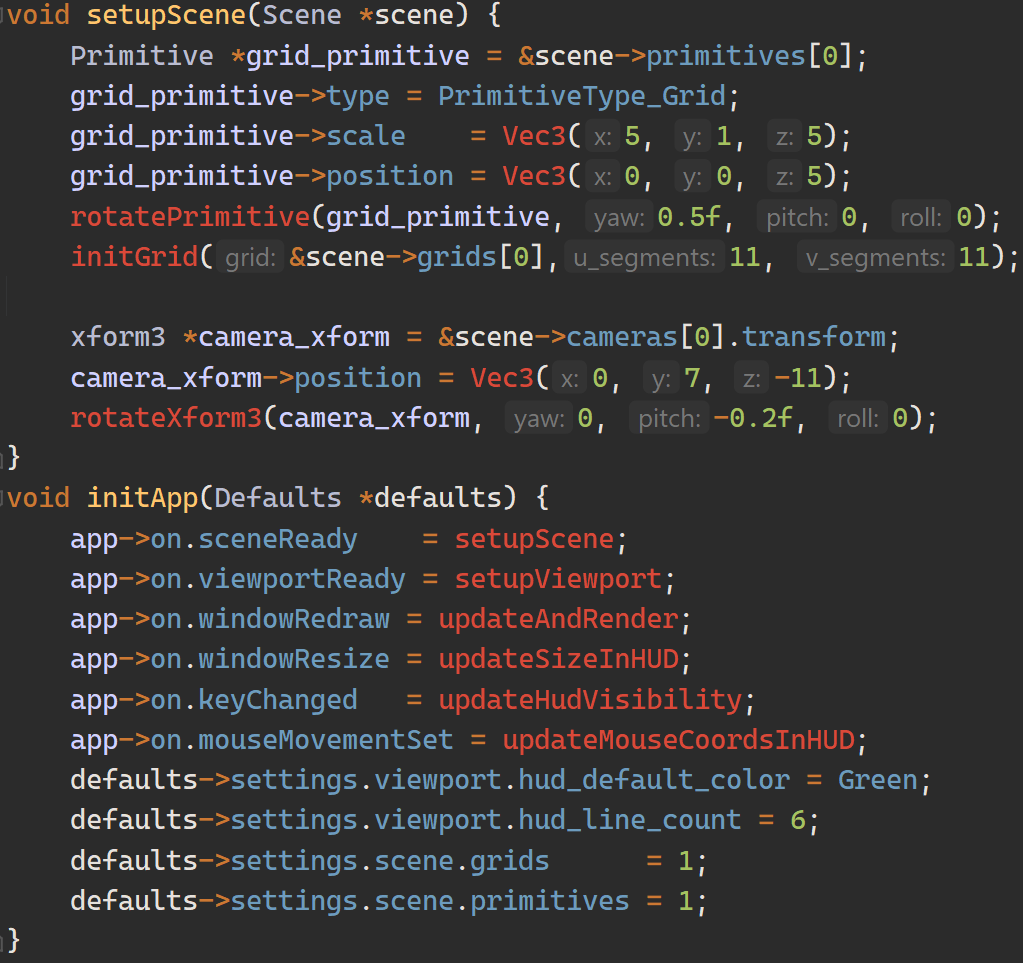 void setupScene(Scene *scene) {
    Primitive *grid_primitive = &scene->primitives[0];
    grid_primitive->type = PrimitiveType_Grid;
    grid_primitive->scale    = Vec3( x: 5,  y: 1,  z: 5);
    grid_primitive->position = Vec3( x: 0,  y: 0,  z: 5);
    rotatePrimitive(grid_primitive,  yaw: 0.5f,  pitch: 0,  roll: 0);
    initGrid( grid: &scene->grids[0], u_segments: 11,  v_segments: 11);

    xform3 *camera_xform = &scene->cameras[0].transform;
    camera_xform->position = Vec3( x: 0,  y: 7,  z: -11);
    rotateXform3(camera_xform,  yaw: 0,  pitch: -0.2f,  roll: 0);
}
void initApp(Defaults *defaults) {
    app->on.sceneReady    = setupScene;
    app->on.viewportReady = setupViewport;
    app->on.windowRedraw = updateAndRender;
    app->on.windowResize = updateSizeInHUD;
    app->on.keyChanged   = updateHudVisibility;
    app->on.mouseMovementSet = updateMouseCoordsInHUD;
    defaults->settings.viewport.hud_default_color = Green;
    defaults->settings.viewport.hud_line_count = 6;
    defaults->settings.scene.grids      = 1;
    defaults->settings.scene.primitives = 1;
}